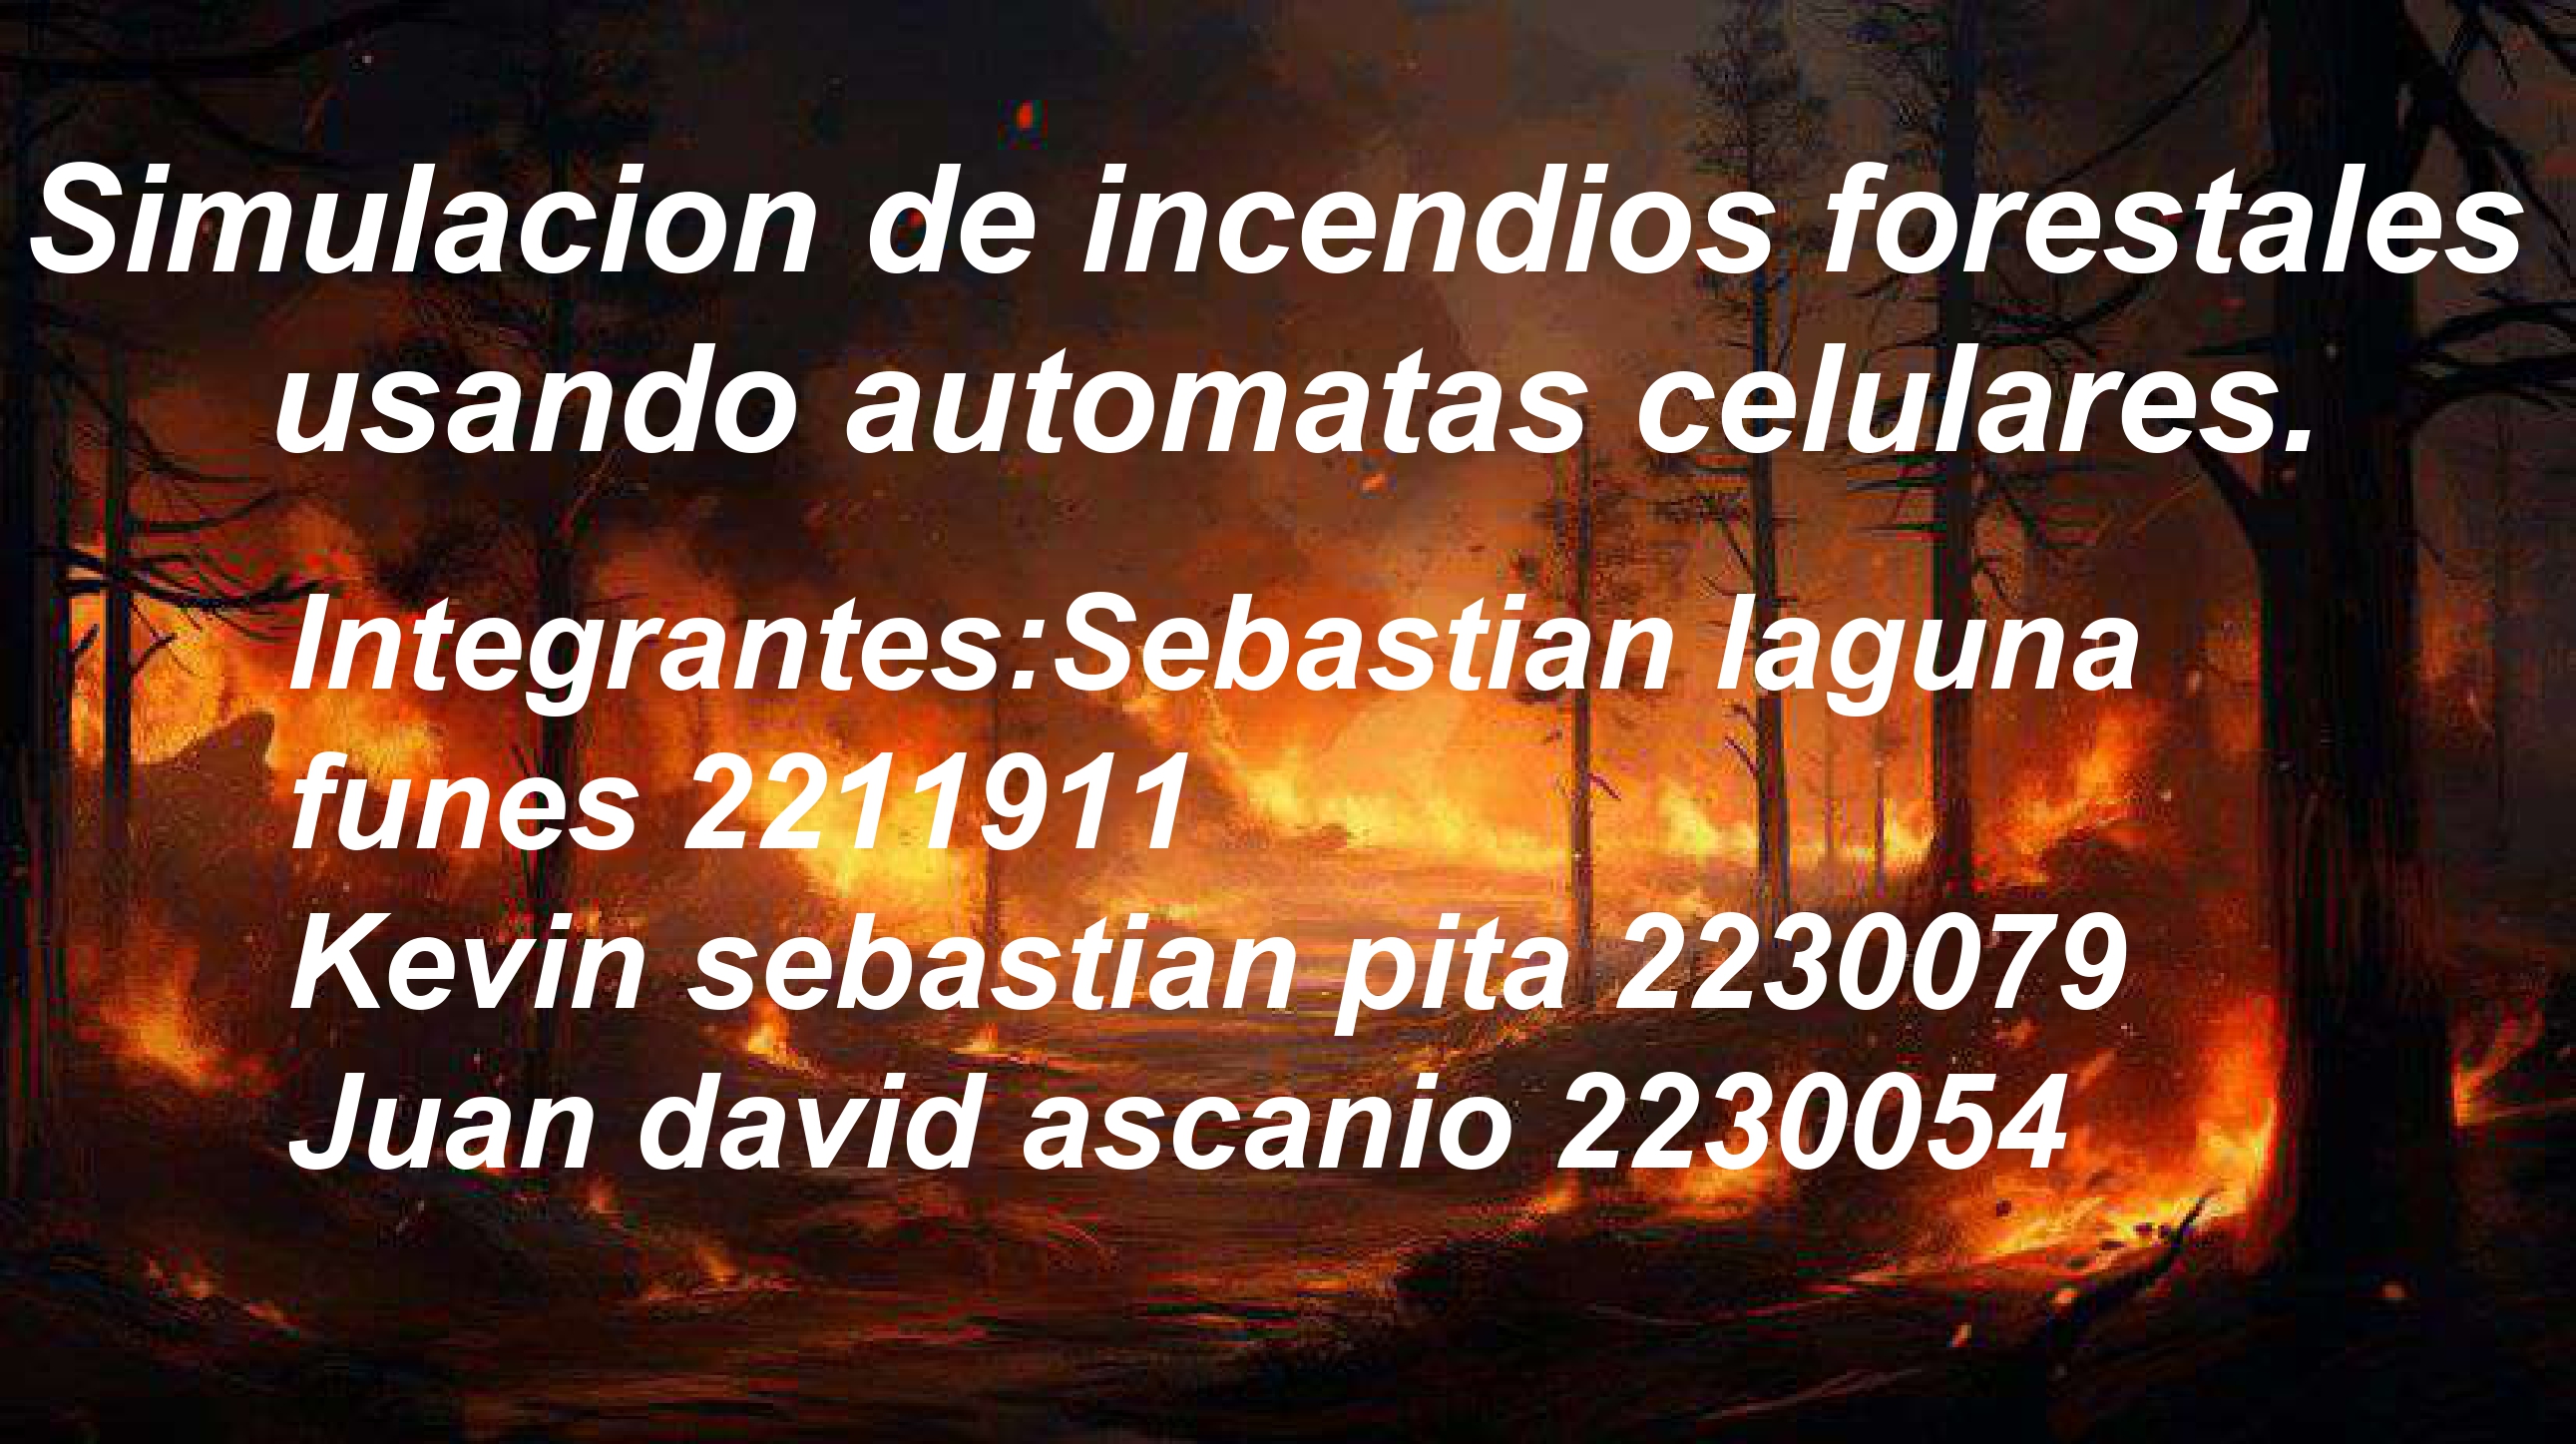 Simulacion de incendios forestales
usando automatas celulares.
Integrantes:Sebastian laguna
funes 2211911
Kevin sebastian pita 2230079
Juan david ascanio 2230054